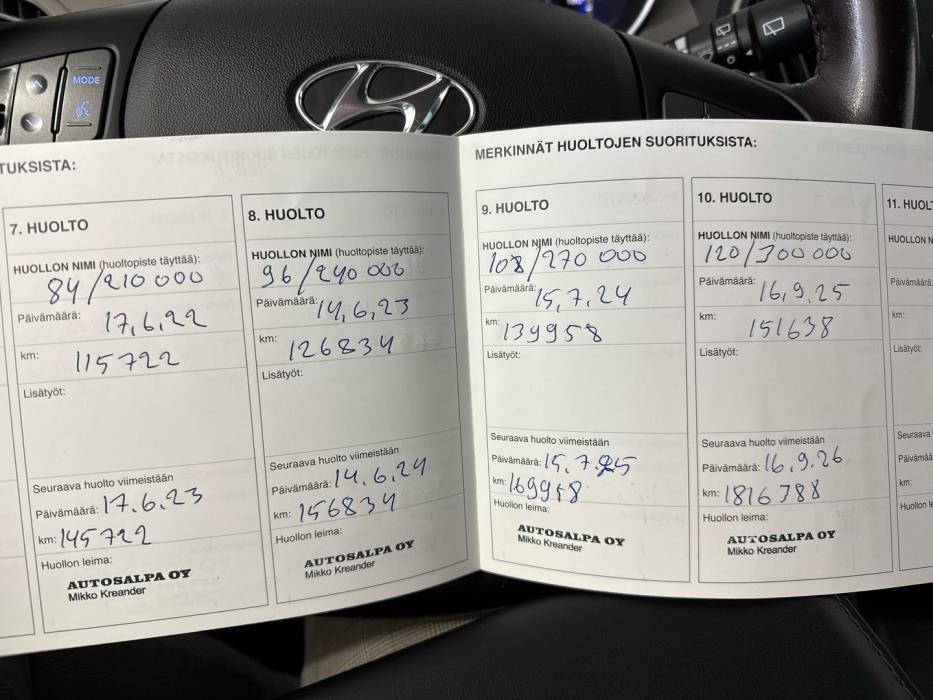 MODE
TUKSISTA:
7. HUOLTO
HUOLLON NIMI (huoltopiste täyttää):
84/210 000
Päivämäärä: 17.6.22
km: 115722
Lisätyöt:
Seuraava huolto viimeistään
Päivämäärä: 17.6.23
km: 145722
Huollon leima:
AUTOSALPA OY
Mikko Kreander
8. HUOLTO
HUOLLON NIMI (huoltopiste täyttää):
96/240 000
Päivämäärä: 14.6.23
km: 126834
Lisätyöt:
Seuraava huolto viimeistään
Päivämäärä: 14.6.24
km: 156834
Huollon leima:
AUTOSALPA OY
Mikko Kreander
MERKINNÄT HUOLTOJEN SUORITUKSISTA:
9. HUOLTO
HUOLLON NIMI (huoltopiste täyttää):
108/270 000
Päivämäärä: 15.7.24
km: 139958
Lisätyöt:
Seuraava huolto viimeistään
Päivämäärä: 15.7.25
km: 169958
Huollon leima:
AUTOSALPA OY
Mikko Kreander
10. HUOLTO
HUOLLON NIMI (huoltopiste täyttää):
120/300 000
Päivämäärä: 16.9.25
km: 151638
Lisätyöt:
Seuraava huolto viimeistään
Päivämäärä: 16.9.26
km: 1816388
Huollon leima:
AUTOSALPA OY
Mikko Kreander
11. HUOLT
HUOLLON N
Päivämäärä:
km:
Lisätyöt:
Seuraava
Päivämää
km:
Huollon le